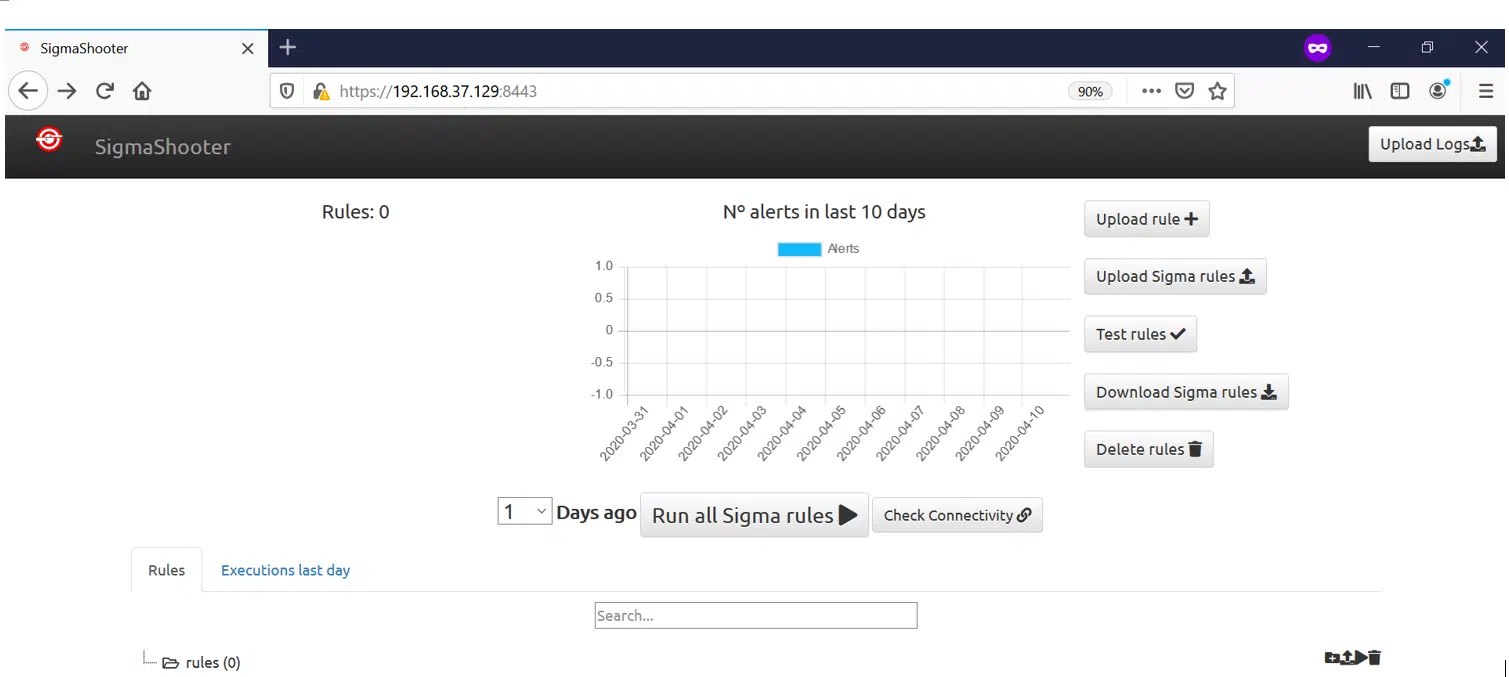 SigmaShooter
https://192.168.37.129:8443
90%
SigmaShooter
Upload Logs
Rules: 0
Nº alerts in last 10 days
Alerts
1.0
0.5
0
-0.5
-1.0
2020-03-31
2020-04-01
2020-04-02
2020-04-03
2020-04-04
2020-04-05
2020-04-06
2020-04-07
2020-04-08
2020-04-09
2020-04-10
Upload rule
Upload Sigma rules
Test rules
Download Sigma rules
Delete rules
1 Days ago Run all Sigma rules Check Connectivity
Rules Executions last day
Search...
rules (0)